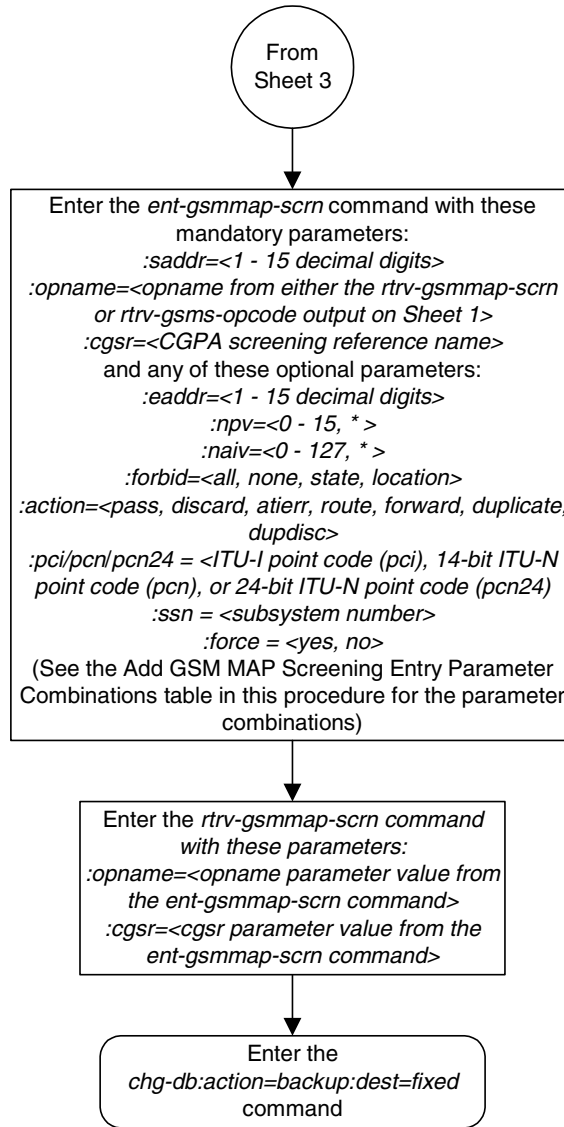 From
Sheet 3
Enter the ent-gsmmap-scrn command with these
mandatory parameters:
:saddr=<1 - 15 decimal digits>
:opname=<opname from either the rtrv-gsmmap-scrn
or rtrv-gsms-opcode output on Sheet 1>
:cgsr=<CGPA screening reference name>
and any of these optional parameters:
:eaddr=<1 - 15 decimal digits>
:npv=<0 - 15, * >
:naiv=<0 - 127, * >
:forbid=<all, none, state, location>
:action=<pass, discard, atierr, route, forward, duplicate,
dupdisc>
:pci/pcn/pcn24 = <ITU-I point code (pci), 14-bit ITU-N
point code (pcn), or 24-bit ITU-N point code (pcn24)
:ssn = <subsystem number>
:force = <yes, no>
(See the Add GSM MAP Screening Entry Parameter
Combinations table in this procedure for the parameter
combinations)
Enter the rtrv-gsmmap-scrn command
with these parameters:
:opname=<opname parameter value from
the ent-gsmmap-scrn command>
:cgsr=<cgsr parameter value from the
ent-gsmmap-scrn command>
Enter the
chg-db:action=backup:dest=fixed
command